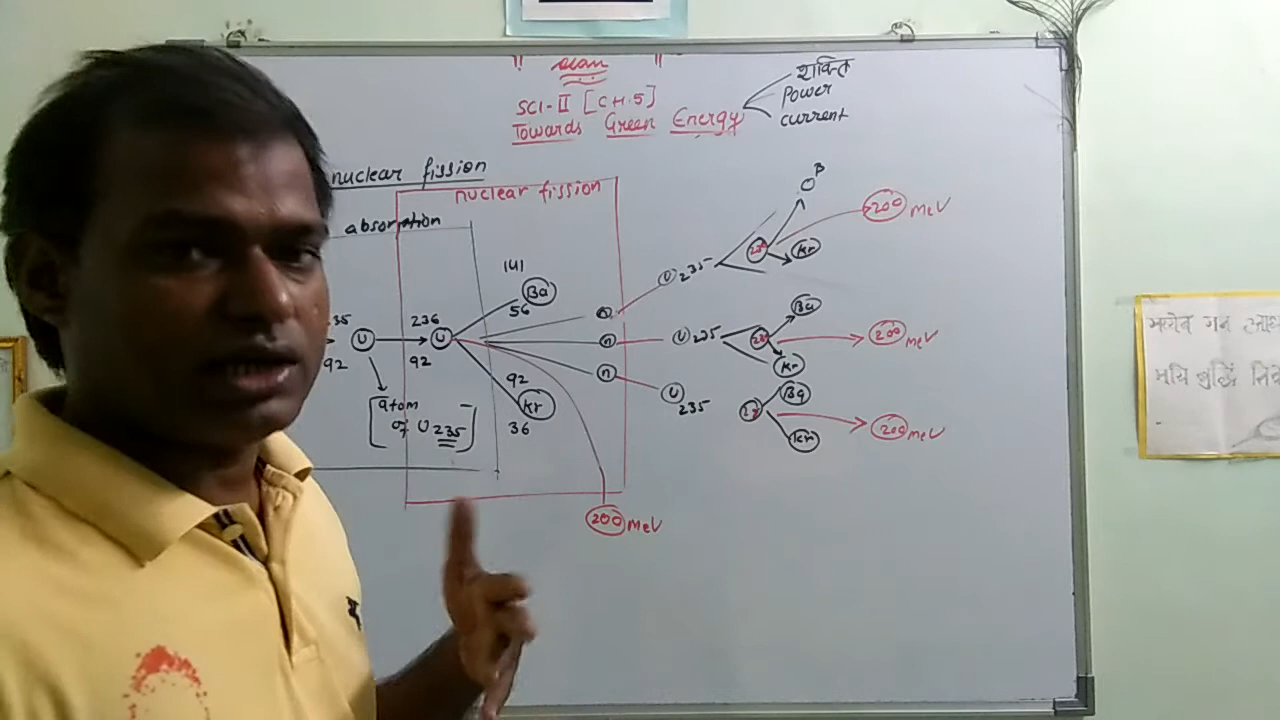 SCI-II [CH.5]
Towards Green Energy
शक्ति
Power
current
nuclear fission
nuclear fission
absorption
35
92
U
236
92
U
141
Ba
56
92
Kr
36
n
n
n
atom
of U 235
200 MeV
U 235
U 235
U
235
B
Kr
200 MeV
Ba
Kr
200 MeV
Ba
Kr
200 MeV